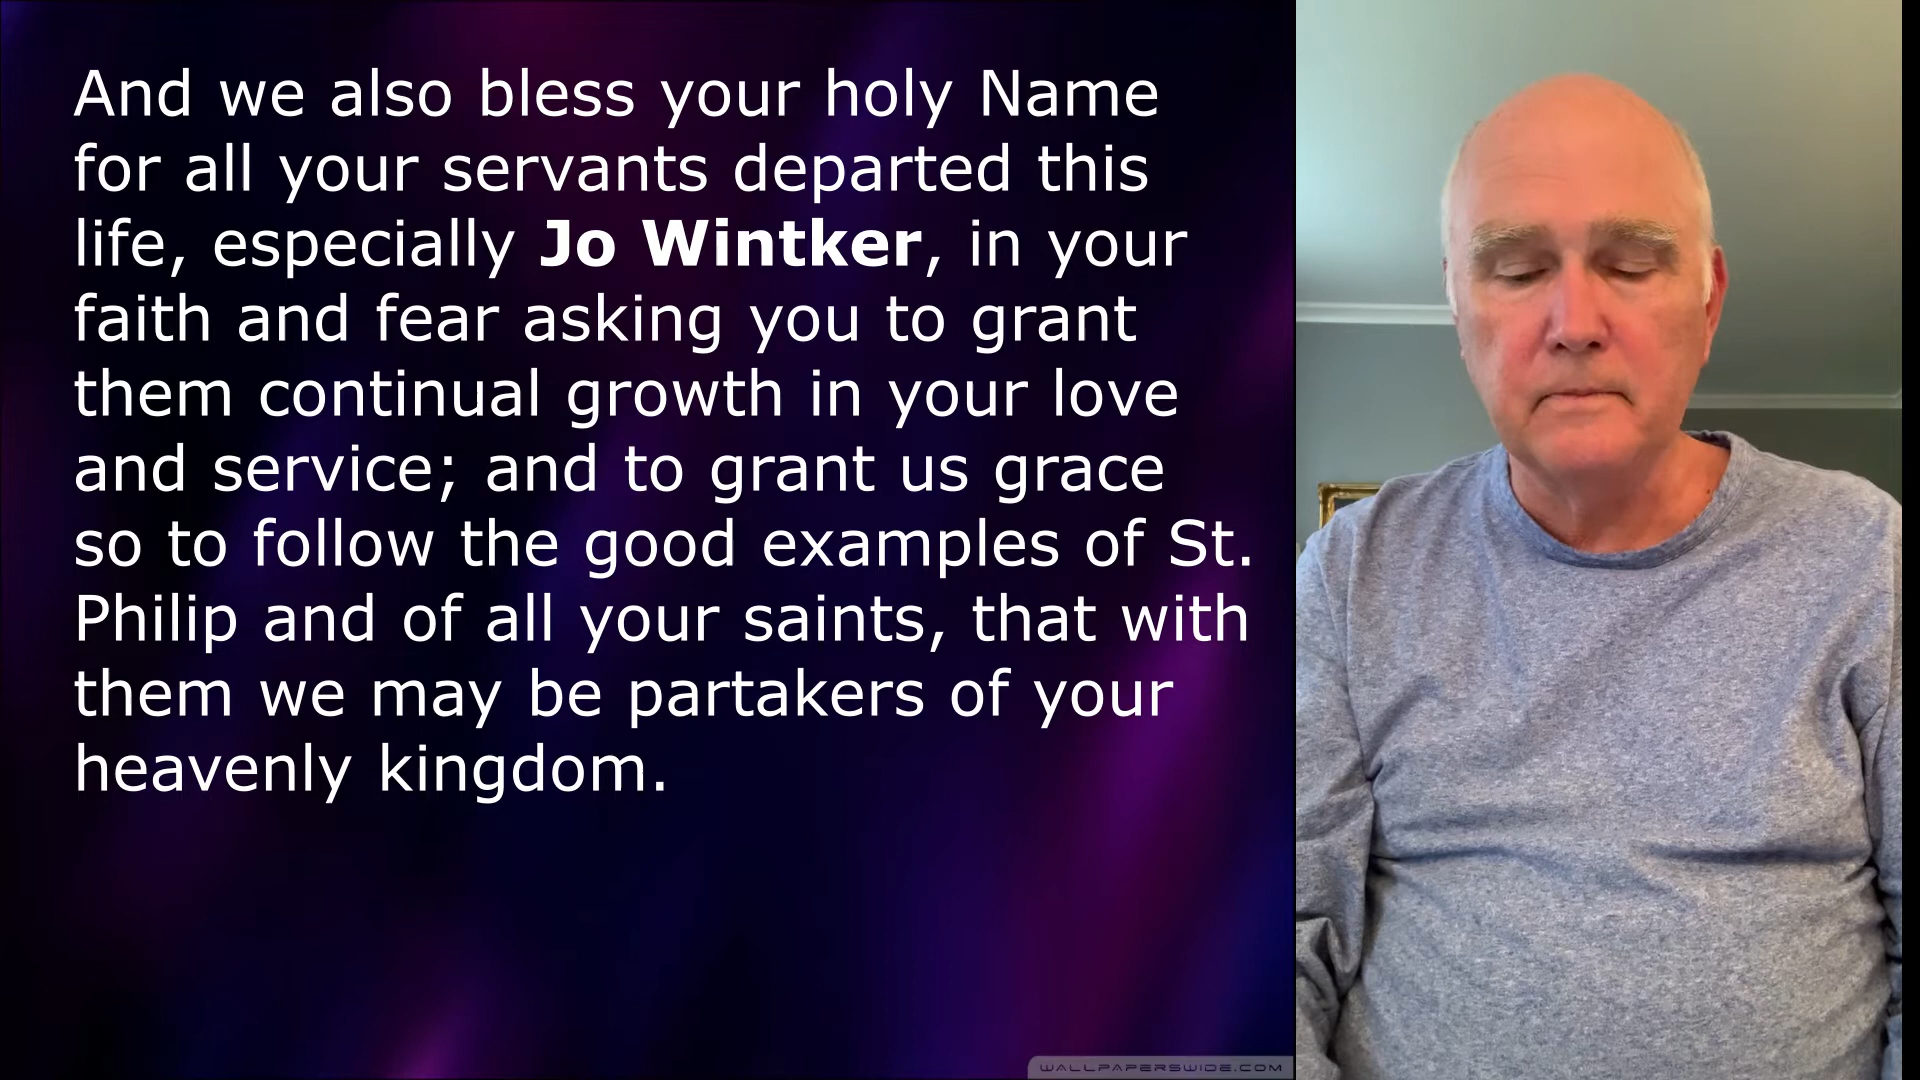 And we also bless your holy Name
for all your servants departed this
life, especially Jo Wintker, in your
faith and fear asking you to grant
them continual growth in your love
and service; and to grant us grace
so to follow the good examples of St.
Philip and of all your saints, that with
them we may be partakers of your
heavenly kingdom.
WALLPAPERSWIDE.COM